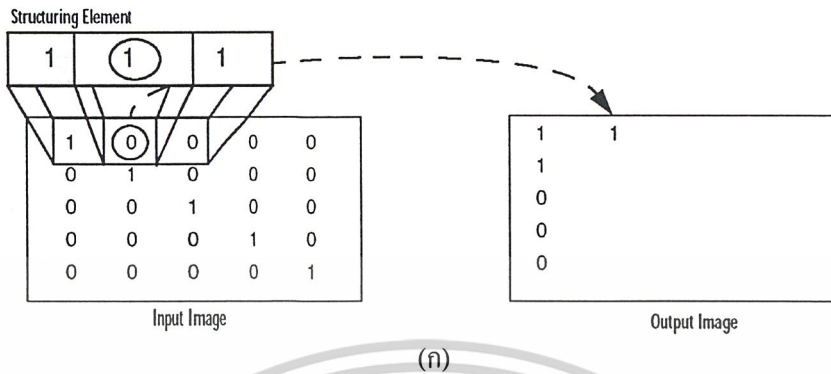 Structuring Element
1 1 1
1 0 0 0 0
0 1 0 0 0
0 0 1 0 0
0 0 0 1 0
0 0 0 0 1
Input Image
1 1
1
0
0
0
Output Image
(ก)